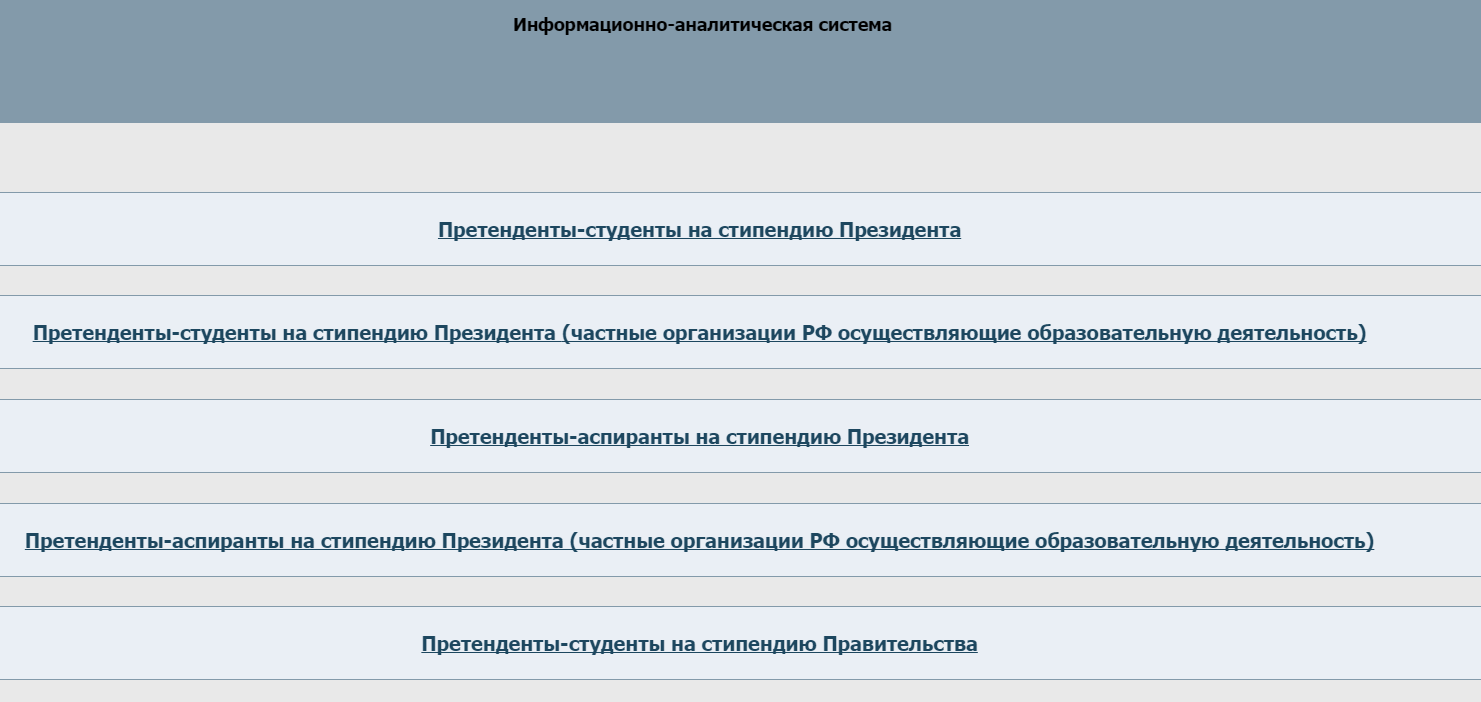 Информационно-аналитическая система
Претенденты-студенты на стипендию Президента
Претенденты-студенты на стипендию Президента (частные организации РФ осуществляющие образовательную деятельность)
Претенденты-аспиранты на стипендию Президента
Претенденты-аспиранты на стипендию Президента (частные организации РФ осуществляющие образовательную деятельность)
Претенденты-студенты на стипендию Правительства